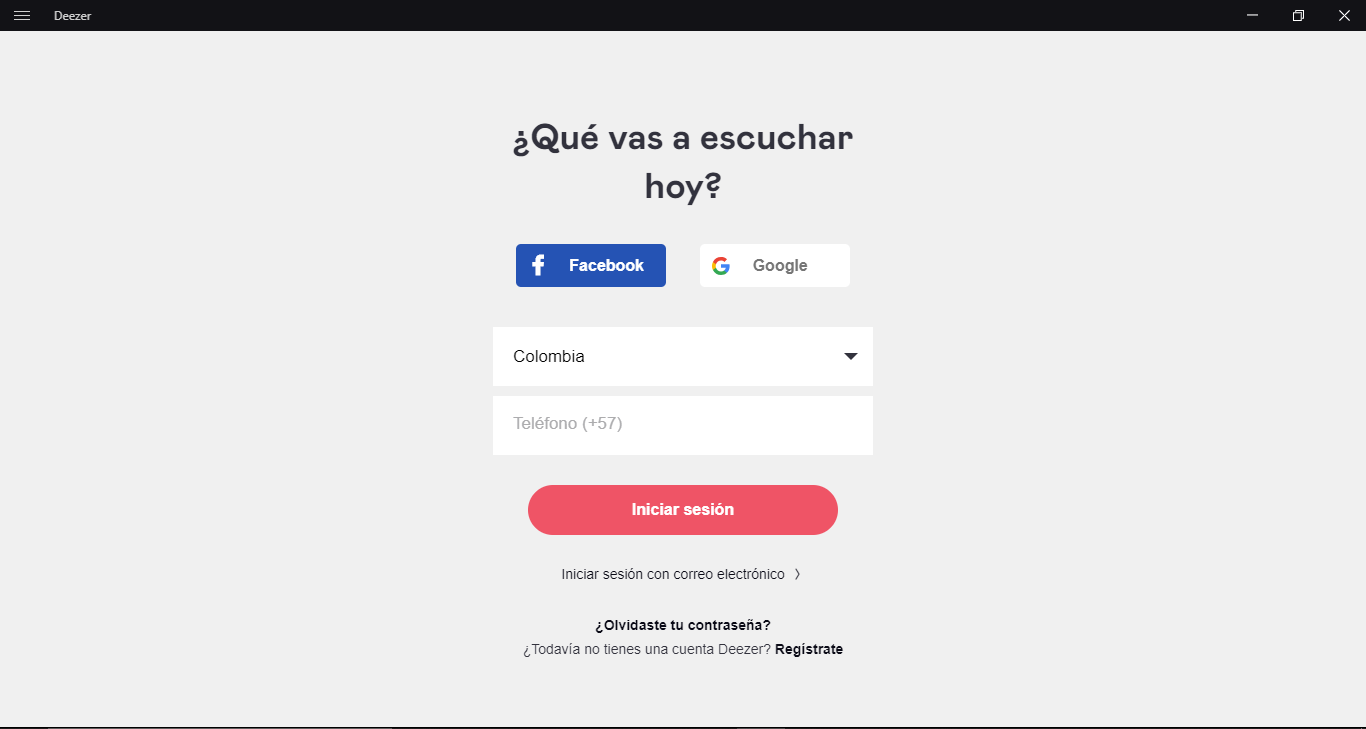 Deezer
¿Qué vas a escuchar
hoy?
Facebook
Google
Colombia
Teléfono (+57)
Iniciar sesión
Iniciar sesión con correo electrónico
¿Olvidaste tu contraseña?
¿Todavía no tienes una cuenta Deezer? Regístrate